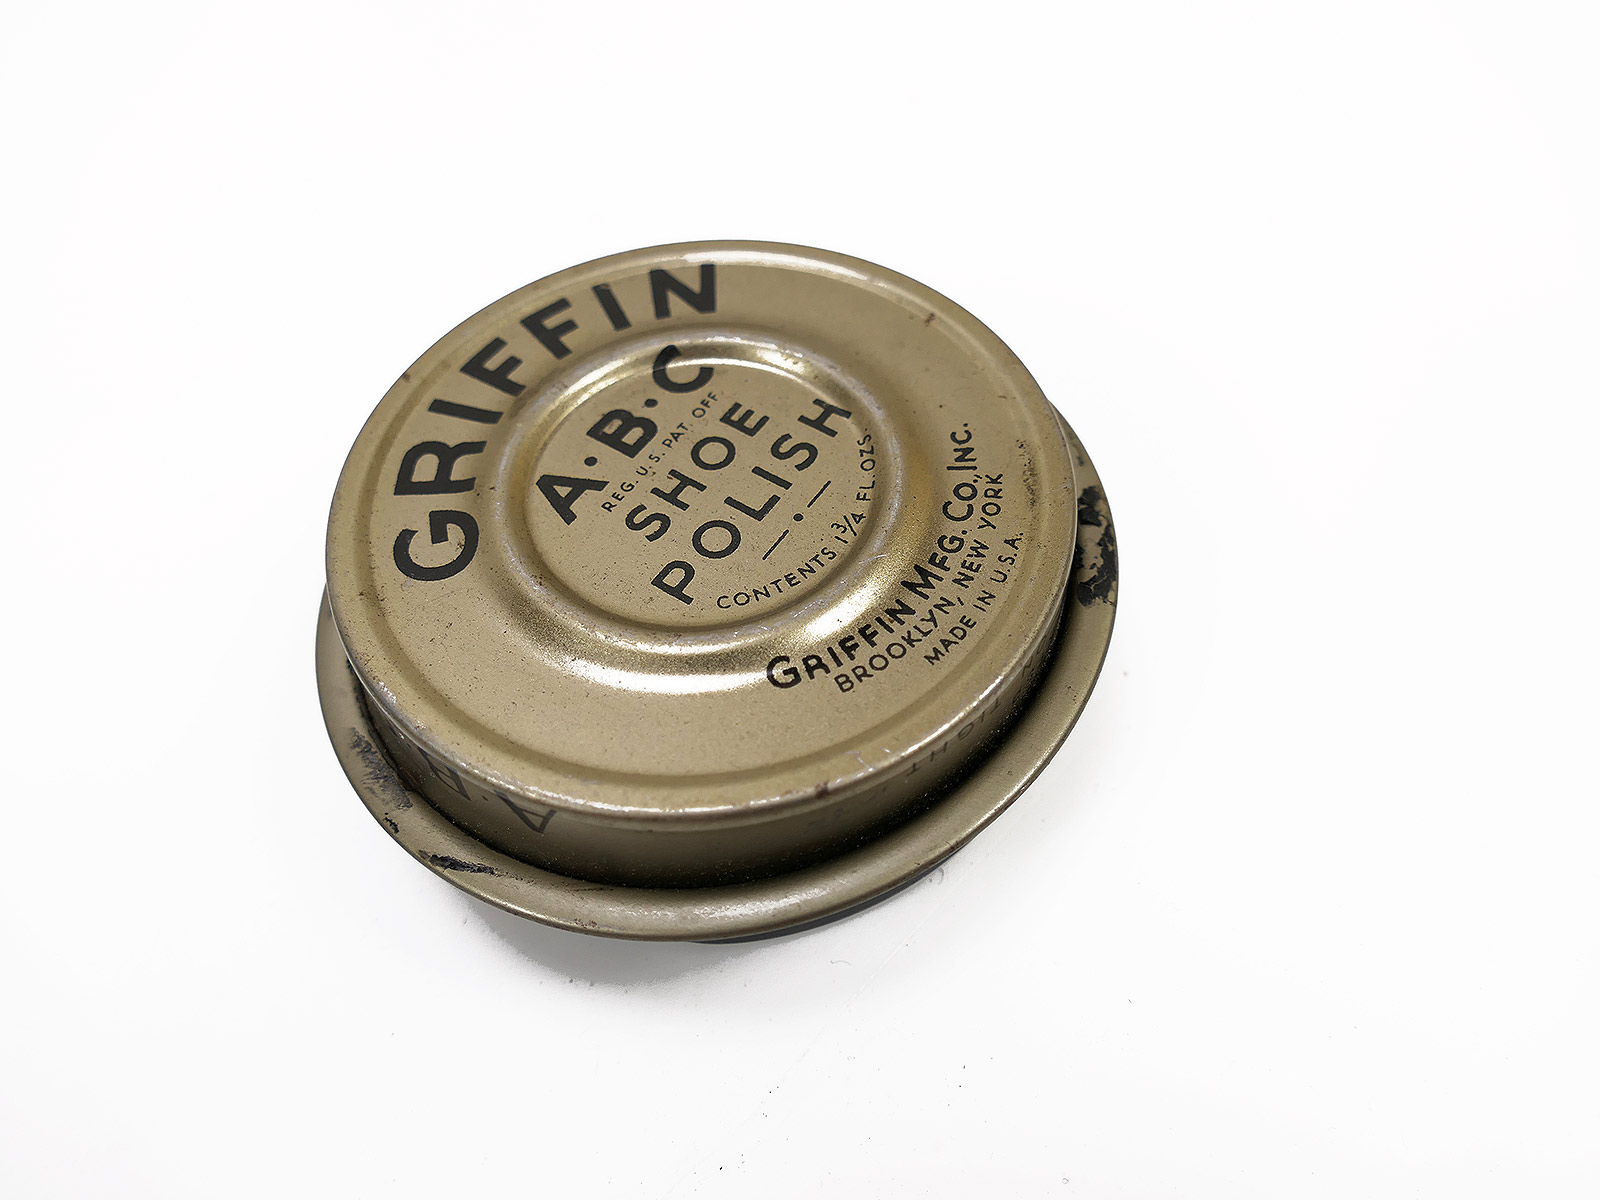 GRIFFIN
A·B·C
REG. U.S. PAT. OFF.
SHOE
POLISH
CONTENTS 1 3/4 FL. OZS.
GRIFFIN MFG. CO., INC.
BROOKLYN, NEW YORK
MADE IN U.S.A.